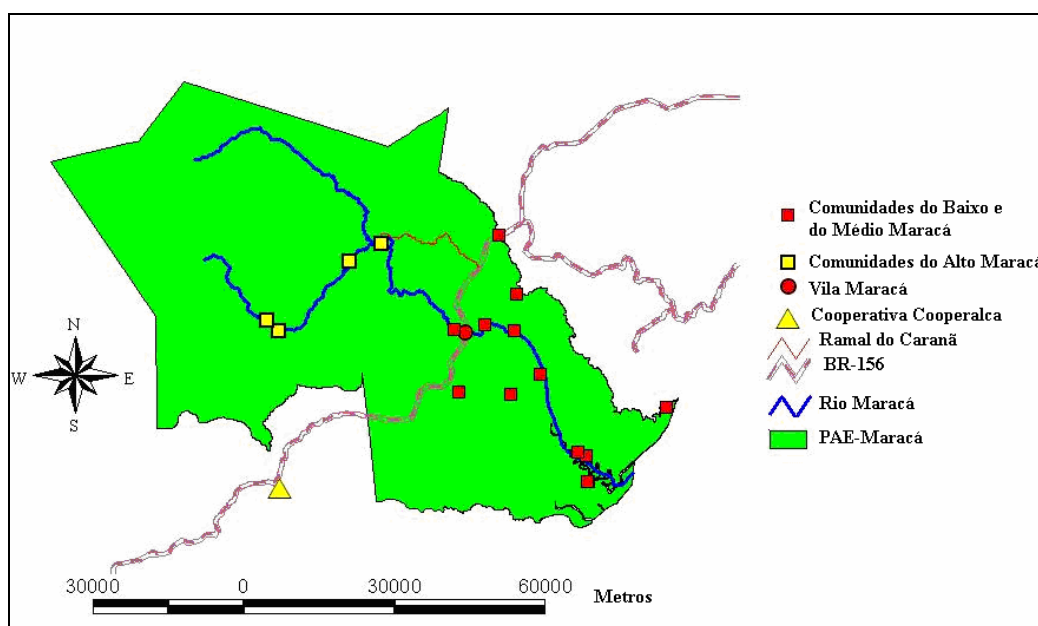 Comunidades do Baixo e
do Médio Maracá
Comunidades do Alto Maracá
Vila Maracá
Cooperativa Cooperalca
Ramal do Caranã
BR-156
Rio Maracá
PAE-Maracá
N
W E
S
30000 0 30000 60000
Metros